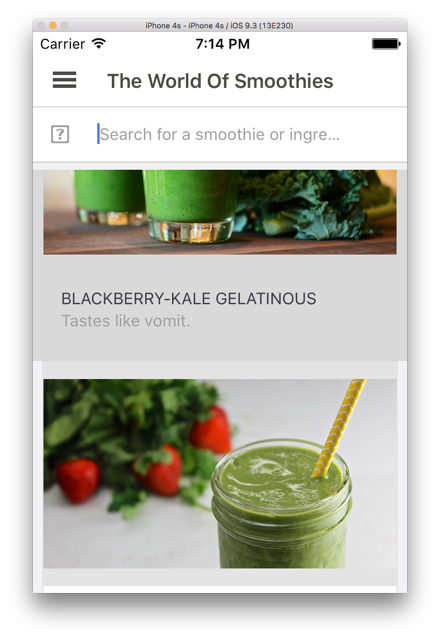 iPhone 4s - iPhone 4s / iOS 9.3 (13E230)
Carrier 7:14 PM
The World Of Smoothies
?
Search for a smoothie or ingre...
BLACKBERRY-KALE GELATINOUS
Tastes like vomit.